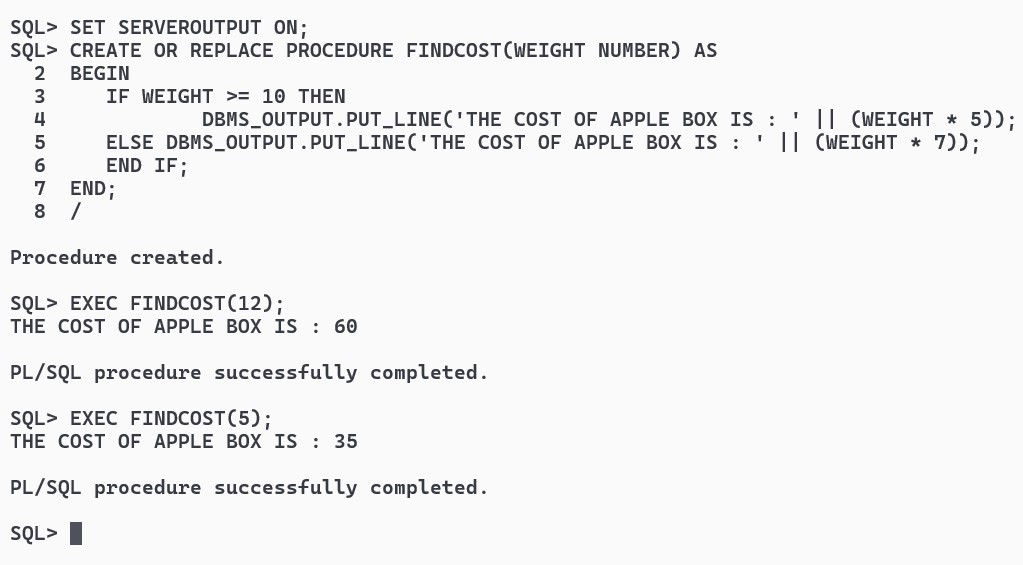 SQL> SET SERVEROUTPUT ON;
SQL> CREATE OR REPLACE PROCEDURE FINDCOST(WEIGHT NUMBER) AS
  2  BEGIN
  3     IF WEIGHT >= 10 THEN
  4             DBMS_OUTPUT.PUT_LINE('THE COST OF APPLE BOX IS : ' || (WEIGHT * 5));
  5     ELSE DBMS_OUTPUT.PUT_LINE('THE COST OF APPLE BOX IS : ' || (WEIGHT * 7));
  6     END IF;
  7  END;
  8  /
Procedure created.
SQL> EXEC FINDCOST(12);
THE COST OF APPLE BOX IS : 60
PL/SQL procedure successfully completed.
SQL> EXEC FINDCOST(5);
THE COST OF APPLE BOX IS : 35
PL/SQL procedure successfully completed.
SQL>